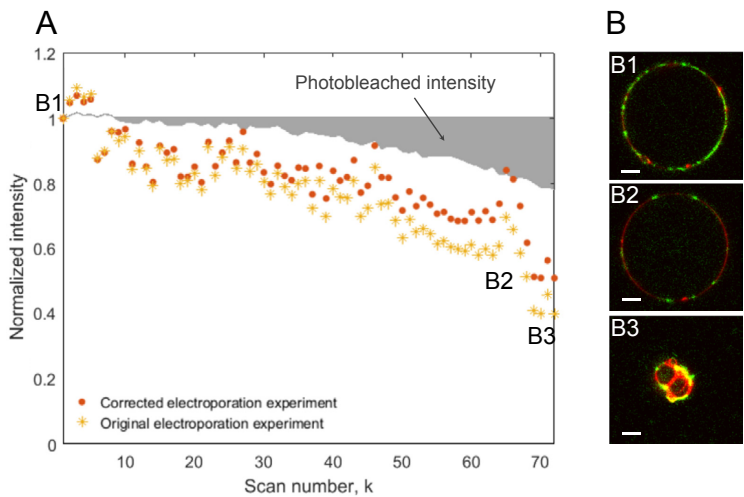 A
B
1.2
1
0.8
0.6
0.4
0.2
0
Normalized intensity
B1
Photobleached intensity
B2
B3
Corrected electroporation experiment
Original electroporation experiment
10 20 30 40 50 60 70
Scan number, k
B1
B2
B3